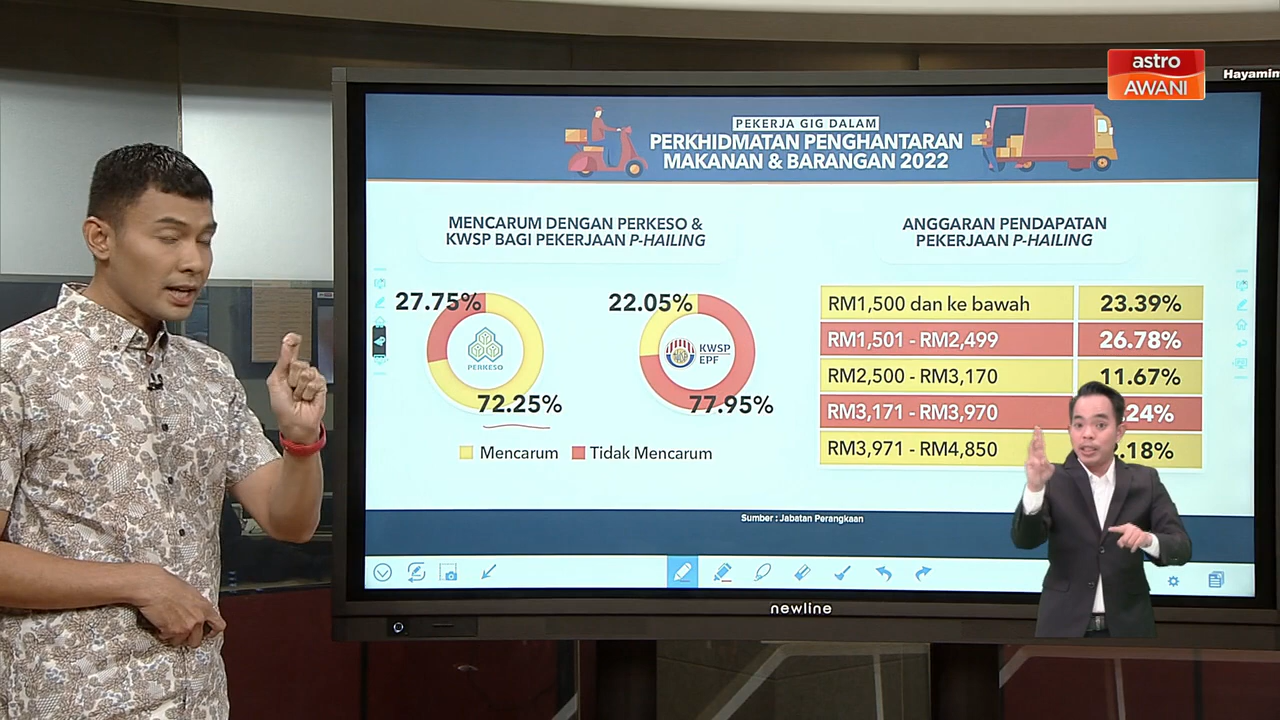 astro
AWANI
PEKERJA GIG DALAM
PERKHIDMATAN PENGHANTARAN
MAKANAN & BARANGAN 2022
MENCARUM DENGAN PERKESO &
KWSP BAGI PEKERJAAN P-HAILING
27.75%
PERKESO
72.25%
22.05%
KWSP
EPF
77.95%
Mencarum
Tidak Mencarum
ANGGARAN PENDAPATAN
PEKERJAAN P-HAILING
RM1,500 dan ke bawah 23.39%
RM1,501 - RM2,499 26.78%
RM2,500 - RM3,170 11.67%
RM3,171 - RM3,970 .24%
RM3,971 - RM4,850 .18%
Sumber : Jabatan Perangkaan
newline